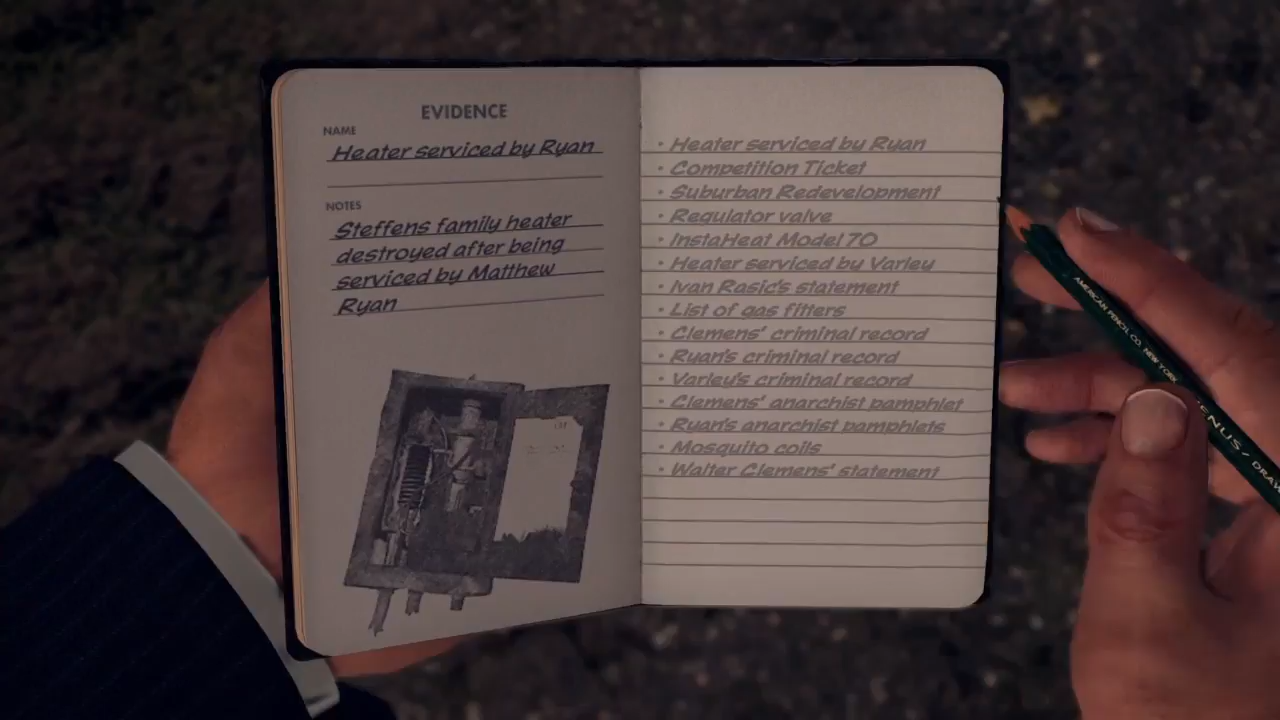 EVIDENCE
NAME
Heater serviced by Ryan
NOTES
Steffens family heater
destroyed after being
serviced by Matthew
Ryan
• Heater serviced by Ryan
• Competition Ticket
• Suburban Redevelopment
• Regulator valve
• InstaHeat Model 70
• Heater serviced by Varley
• Ivan Rasic's statement
• List of gas fitters
• Clemens' criminal record
• Ryan's criminal record
• Varley's criminal record
• Clemens' anarchist pamphlet
• Ryan's anarchist pamphlets
• Mosquito coils
• Walter Clemens' statement
AMERICAN PENCIL CO. NEW YORK
VENUS / DRAW